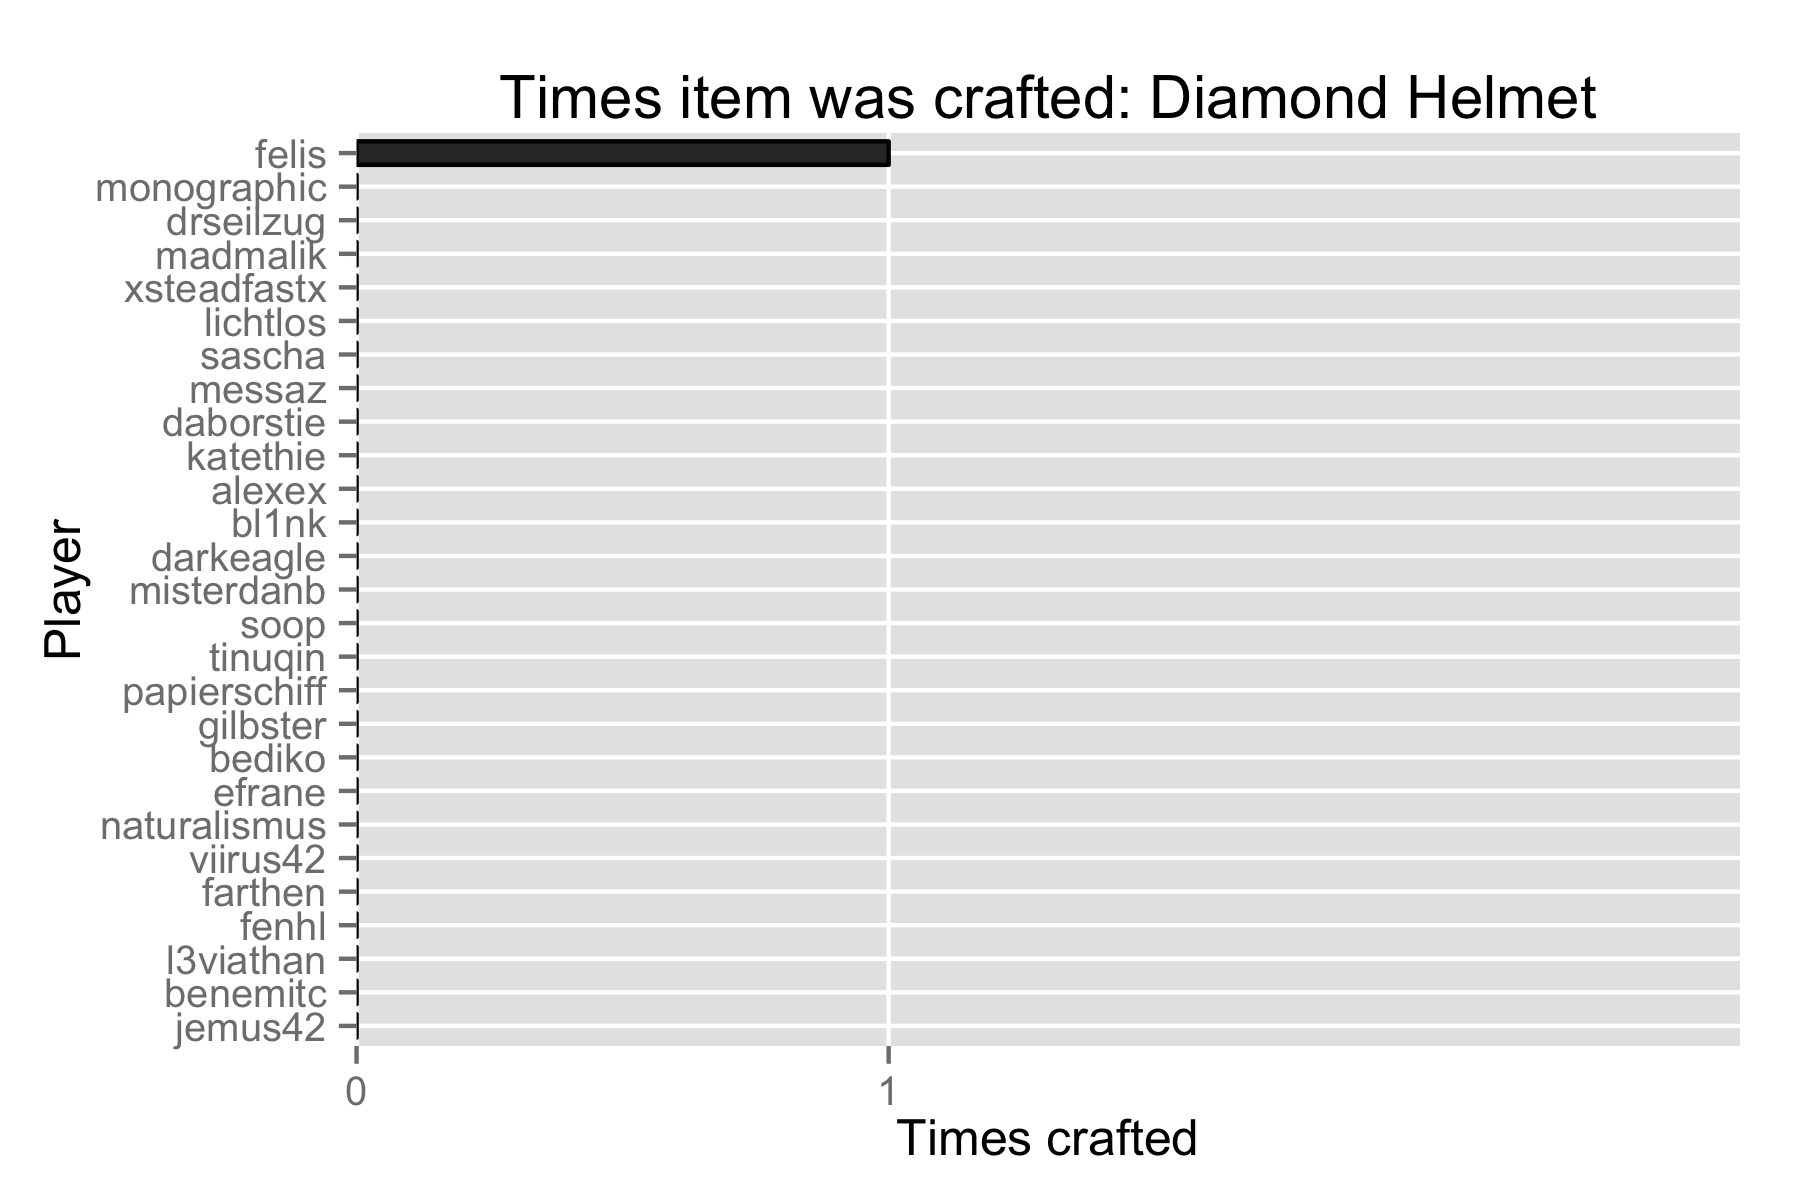 Times item was crafted: Diamond Helmet
felis
monographic
drseilzug
madmalik
xsteadfastx
lichtlos
sascha
messaz
daborstie
katethie
alexex
bl1nk
darkeagle
misterdanb
soop
tinuqin
papierschiff
gilbster
bediko
efrane
naturalismus
viirus42
farthen
fenhl
l3viathan
benemitc
jemus42
Player
0 1
Times crafted